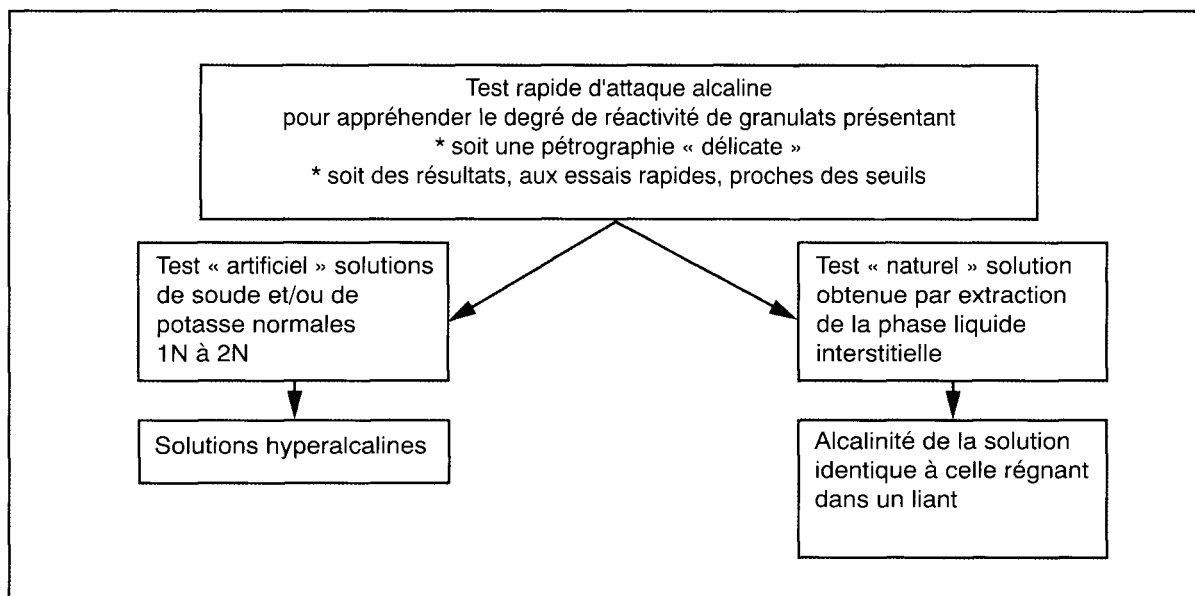 Test rapide d'attaque alcaline
pour appréhender le degré de réactivité de granulats présentant
* soit une pétrographie « délicate »
* soit des résultats, aux essais rapides, proches des seuils
Test « artificiel » solutions
de soude et/ou de
potasse normales
1N à 2N
Solutions hyperalcalines
Test « naturel » solution
obtenue par extraction
de la phase liquide
interstitielle
Alcalinité de la solution
identique à celle régnant
dans un liant